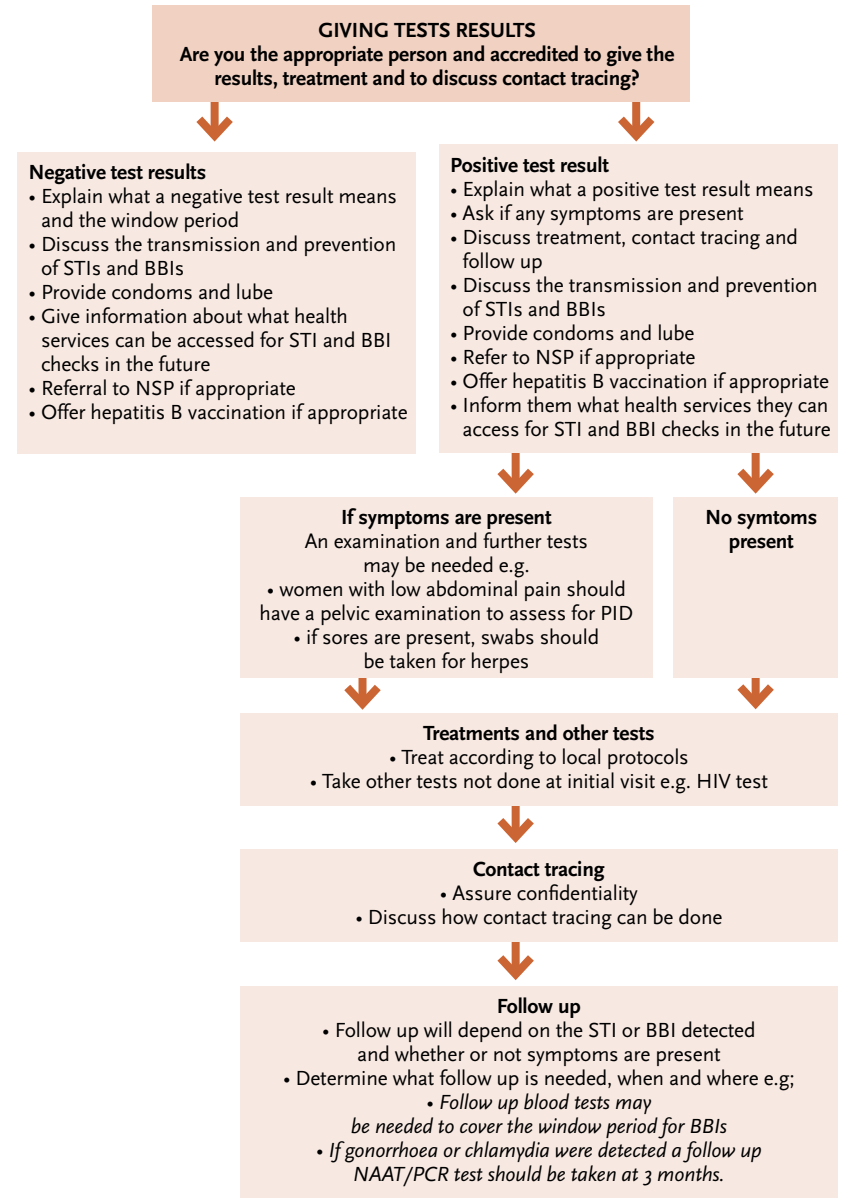 GIVING TESTS RESULTS
Are you the appropriate person and accredited to give the
results, treatment and to discuss contact tracing?
Negative test results
• Explain what a negative test result means
and the window period
• Discuss the transmission and prevention
of STIs and BBIs
• Provide condoms and lube
• Give information about what health
services can be accessed for STI and BBI
checks in the future
• Referral to NSP if appropriate
• Offer hepatitis B vaccination if appropriate
Positive test result
• Explain what a positive test result means
• Ask if any symptoms are present
• Discuss treatment, contact tracing and
follow up
• Discuss the transmission and prevention
of STIs and BBIs
• Provide condoms and lube
• Refer to NSP if appropriate
• Offer hepatitis B vaccination if appropriate
• Inform them what health services they can
access for STI and BBI checks in the future
If symptoms are present
An examination and further tests
may be needed e.g.
• women with low abdominal pain should
have a pelvic examination to assess for PID
• if sores are present, swabs should
be taken for herpes
No symtoms
present
Treatments and other tests
• Treat according to local protocols
• Take other tests not done at initial visit e.g. HIV test
Contact tracing
• Assure confidentiality
• Discuss how contact tracing can be done
Follow up
• Follow up will depend on the STI or BBI detected
and whether or not symptoms are present
• Determine what follow up is needed, when and where e.g;
• Follow up blood tests may
be needed to cover the window period for BBIs
• If gonorrhoea or chlamydia were detected a follow up
NAAT/PCR test should be taken at 3 months.